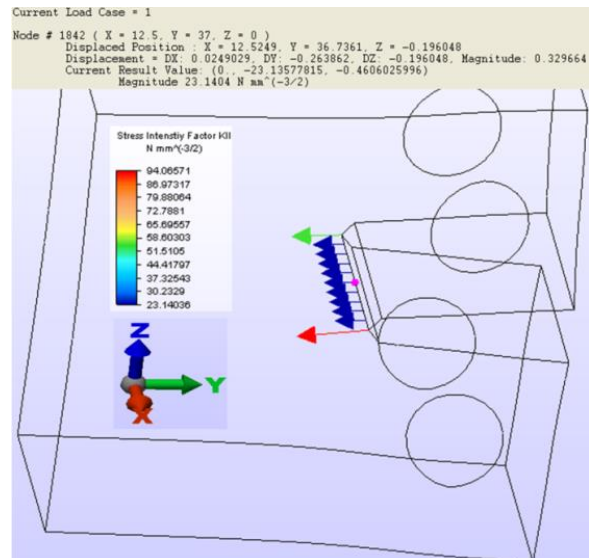 Current Load Case = 1
Node # 1842 ( X = 12.5, Y = 37, Z = 0 )
Displaced Position : X = 12.5249, Y = 36.7361, Z = -0.196048
Displacement = DX: 0.0249029, DY: -0.263862, DZ: -0.196048, Magnitude: 0.329664
Current Result Value: (0., -23.13577815, -0.4606025996)
Magnitude 23.1404 N mm^(-3/2)
Stress Intenstiy Factor KII
N mm^(-3/2)
94.06571
86.97317
79.88064
72.7881
65.69557
58.60303
51.5105
44.41797
37.32543
30.2329
23.14036
Z
Y
X